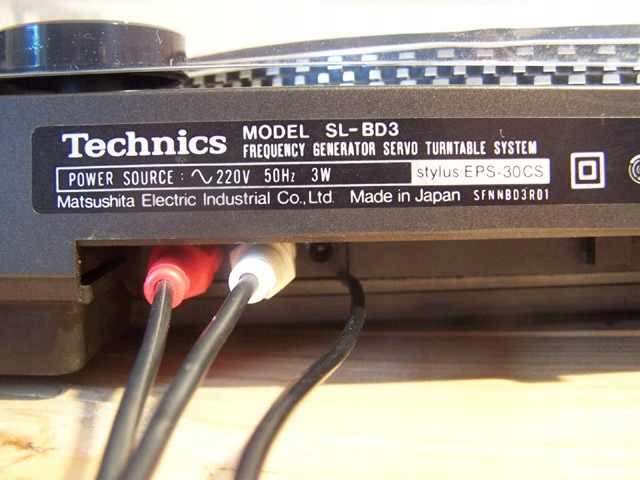 Technics MODEL SL-BD3
FREQUENCY GENERATOR SERVO TURNTABLE SYSTEM
POWER SOURCE : ∿ 220V 50Hz 3W stylus EPS-30CS
Matsushita Electric Industrial Co., Ltd. Made in Japan SFNNBD3R01